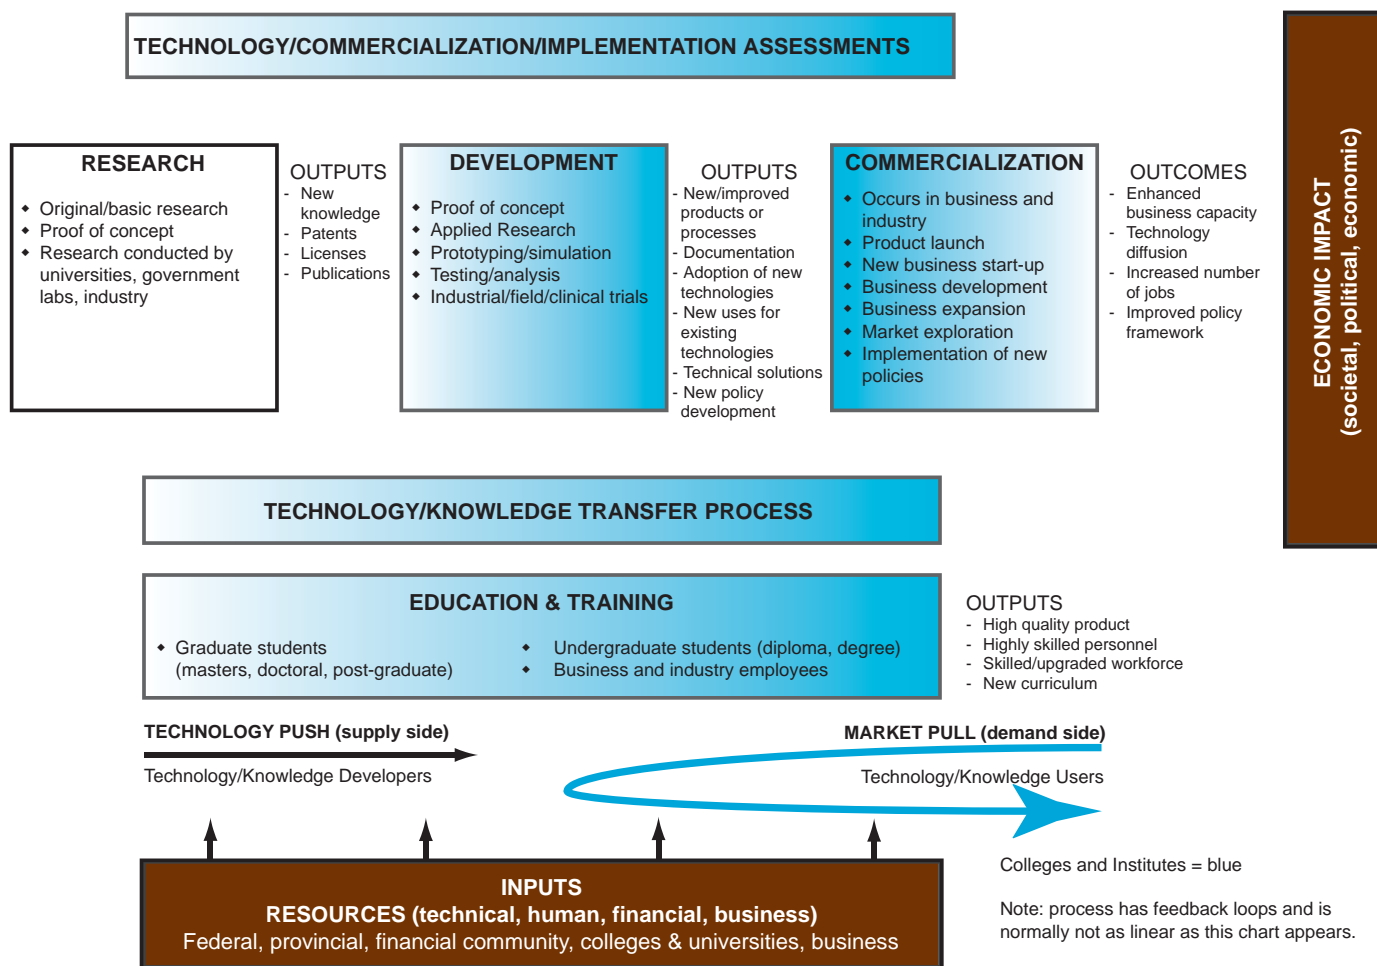 TECHNOLOGY/COMMERCIALIZATION/IMPLEMENTATION ASSESSMENTS
RESEARCH
◆ Original/basic research
◆ Proof of concept
◆ Research conducted by
universities, government
labs, industry
OUTPUTS
- New
knowledge
- Patents
- Licenses
- Publications
DEVELOPMENT
◆ Proof of concept
◆ Applied Research
◆ Prototyping/simulation
◆ Testing/analysis
◆ Industrial/field/clinical trials
OUTPUTS
- New/improved
products or
processes
- Documentation
- Adoption of new
technologies
- New uses for
existing
technologies
- Technical solutions
- New policy
development
COMMERCIALIZATION
◆ Occurs in business and
industry
◆ Product launch
◆ New business start-up
◆ Business development
◆ Business expansion
◆ Market exploration
◆ Implementation of new
policies
OUTCOMES
- Enhanced
business capacity
- Technology
diffusion
- Increased number
of jobs
- Improved policy
framework
ECONOMIC IMPACT
(societal, political, economic)
TECHNOLOGY/KNOWLEDGE TRANSFER PROCESS
EDUCATION & TRAINING
◆ Graduate students
(masters, doctoral, post-graduate)
◆ Undergraduate students (diploma, degree)
◆ Business and industry employees
OUTPUTS
- High quality product
- Highly skilled personnel
- Skilled/upgraded workforce
- New curriculum
TECHNOLOGY PUSH (supply side)
Technology/Knowledge Developers
MARKET PULL (demand side)
Technology/Knowledge Users
INPUTS
RESOURCES (technical, human, financial, business)
Federal, provincial, financial community, colleges & universities, business
Colleges and Institutes = blue
Note: process has feedback loops and is
normally not as linear as this chart appears.